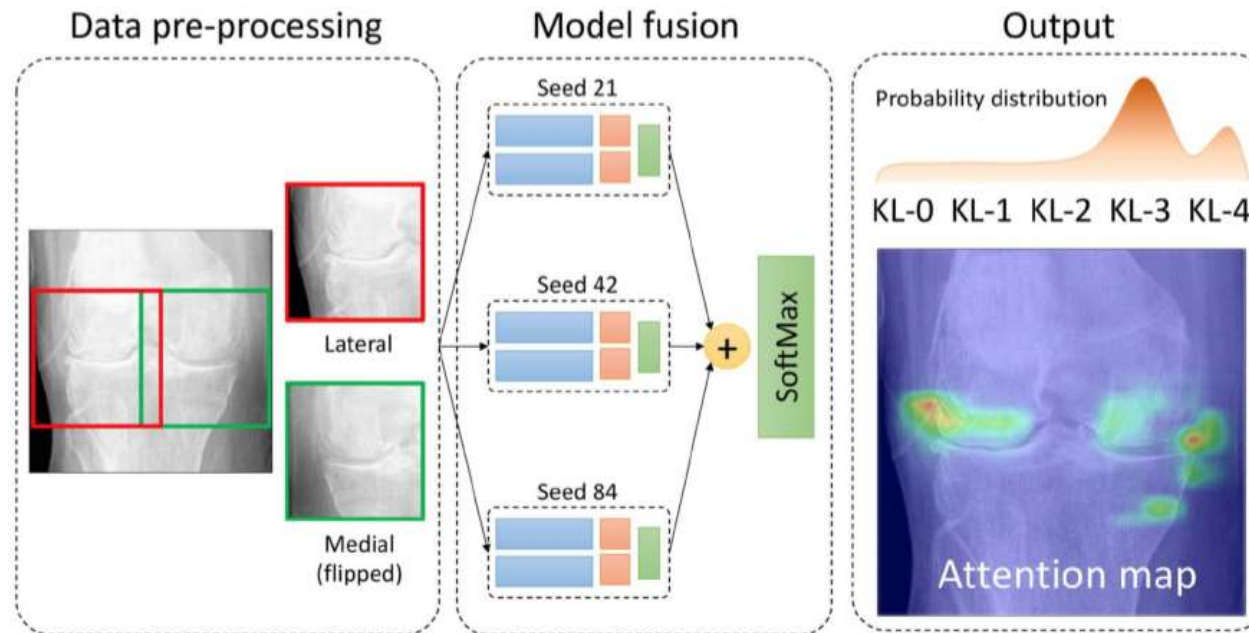 Data pre-processing
Lateral
Medial
(flipped)
Model fusion
Seed 21
Seed 42
Seed 84
+
SoftMax
Output
Probability distribution
KL-0 KL-1 KL-2 KL-3 KL-4
Attention map